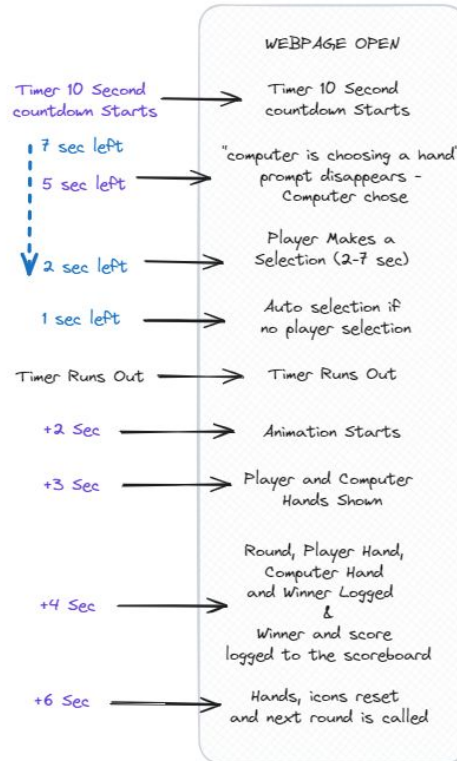 WEBPAGE OPEN
Timer 10 Second
countdown Starts
Timer 10 Second
countdown Starts
7 sec left
5 sec left
"computer is choosing a hand"
prompt disappears -
Computer chose
2 sec left
Player Makes a
Selection (2-7 sec)
1 sec left
Auto selection if
no player selection
Timer Runs Out
Timer Runs Out
+2 Sec
Animation Starts
+3 Sec
Player and Computer
Hands Shown
+4 Sec
Round, Player Hand,
Computer Hand
and Winner Logged
&
Winner and score
logged to the scoreboard
+6 Sec
Hands, icons reset
and next round is called